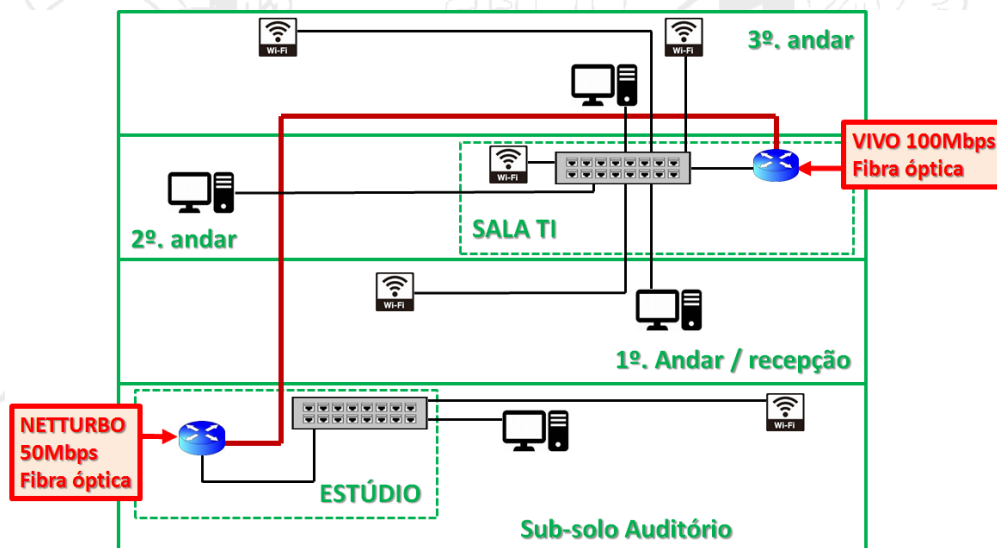 Wi-Fi
Wi-Fi
3º. andar
VIVO 100Mbps
Fibra óptica
Wi-Fi
SALA TI
2º. andar
Wi-Fi
1º. Andar / recepção
NETTURBO
50Mbps
Fibra óptica
Wi-Fi
ESTÚDIO
Sub-solo Auditório